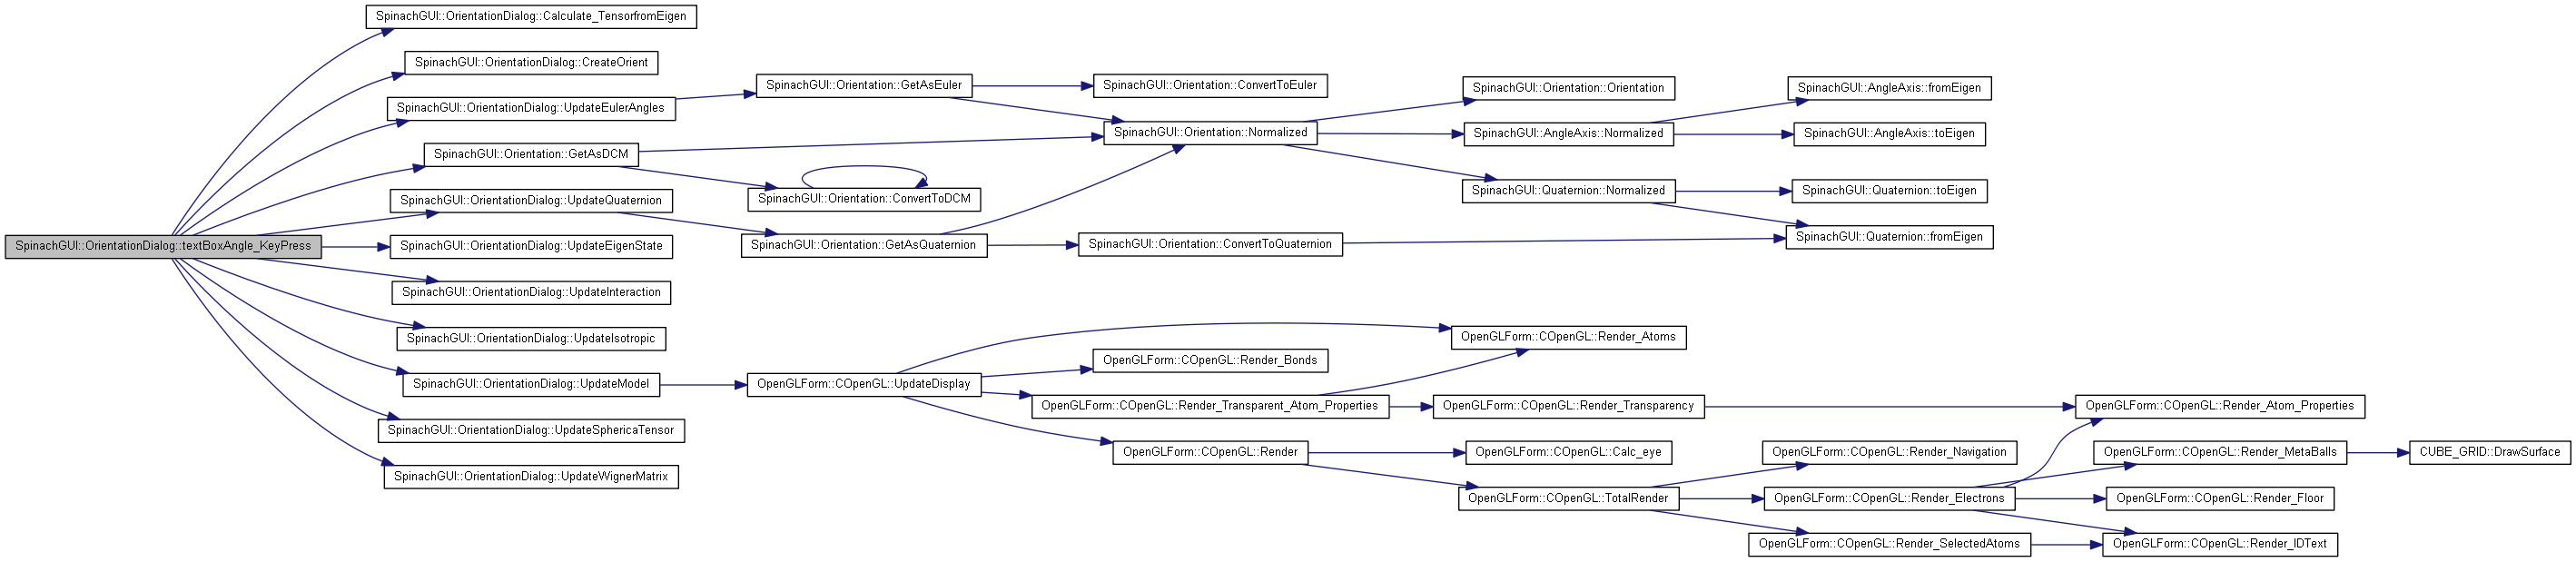 SpinachGUI::OrientationDialog::textBoxAngle_KeyPress
SpinachGUI::OrientationDialog::Calculate_TensorfromEigen
SpinachGUI::OrientationDialog::CreateOrient
SpinachGUI::OrientationDialog::UpdateEulerAngles
SpinachGUI::Orientation::GetAsDCM
SpinachGUI::OrientationDialog::UpdateQuaternion
SpinachGUI::OrientationDialog::UpdateEigenState
SpinachGUI::OrientationDialog::UpdateInteraction
SpinachGUI::OrientationDialog::UpdateIsotropic
SpinachGUI::OrientationDialog::UpdateModel
SpinachGUI::OrientationDialog::UpdateSphericaTensor
SpinachGUI::OrientationDialog::UpdateWignerMatrix
SpinachGUI::Orientation::GetAsEuler
SpinachGUI::Orientation::ConvertToDCM
SpinachGUI::Orientation::GetAsQuaternion
OpenGLForm::COpenGL::UpdateDisplay
SpinachGUI::Orientation::ConvertToEuler
SpinachGUI::Orientation::Normalized
SpinachGUI::Orientation::ConvertToQuaternion
OpenGLForm::COpenGL::Render_Bonds
OpenGLForm::COpenGL::Render_Transparent_Atom_Properties
OpenGLForm::COpenGL::Render
SpinachGUI::Orientation::Orientation
SpinachGUI::AngleAxis::Normalized
SpinachGUI::Quaternion::Normalized
OpenGLForm::COpenGL::Render_Atoms
OpenGLForm::COpenGL::Render_Transparency
OpenGLForm::COpenGL::Calc_eye
OpenGLForm::COpenGL::TotalRender
SpinachGUI::AngleAxis::fromEigen
SpinachGUI::AngleAxis::toEigen
SpinachGUI::Quaternion::toEigen
SpinachGUI::Quaternion::fromEigen
OpenGLForm::COpenGL::Render_Navigation
OpenGLForm::COpenGL::Render_Electrons
OpenGLForm::COpenGL::Render_SelectedAtoms
OpenGLForm::COpenGL::Render_Atom_Properties
OpenGLForm::COpenGL::Render_MetaBalls
OpenGLForm::COpenGL::Render_Floor
OpenGLForm::COpenGL::Render_IDText
CUBE_GRID::DrawSurface